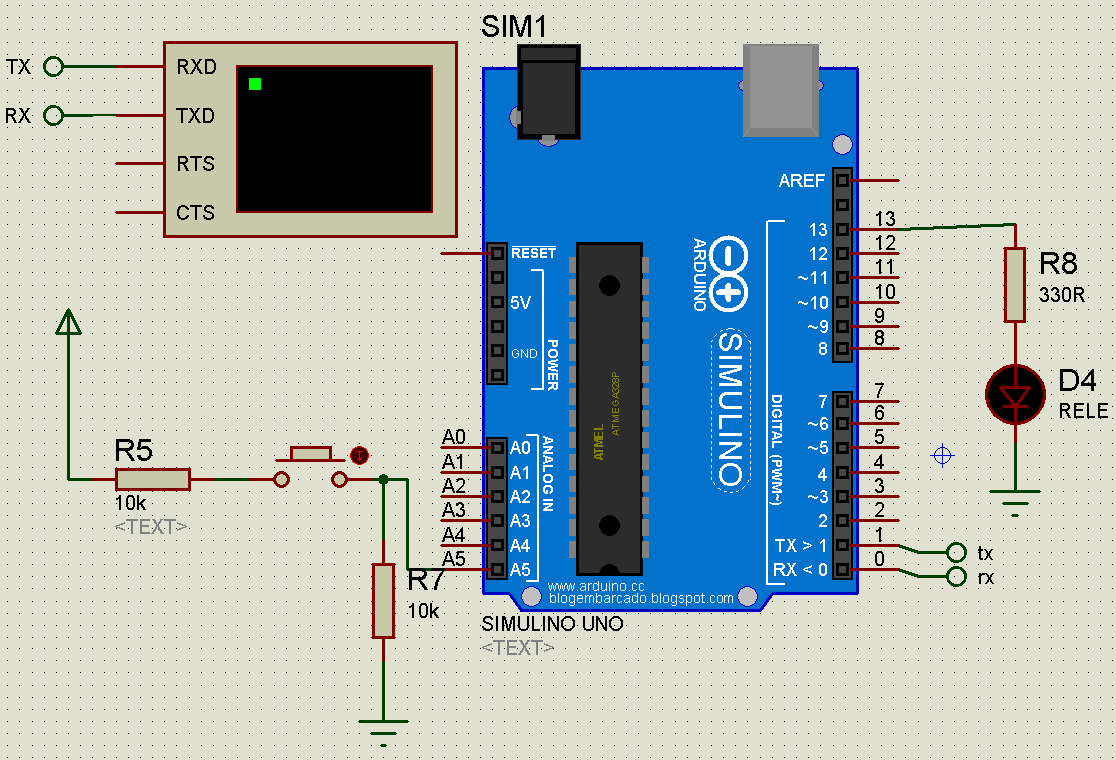 SIM1
TX
RXD
RX
TXD
RTS
CTS
AREF
13
13
12
12
~11
11
~10
10
~9
9
8
8
RESET
5V
GND
POWER
ARDUINO
SIMULINO
ATMEL
ATMEGA328P
DIGITAL (PWM~)
R8
330R
D4
RELE
7
7
~6
6
~5
5
4
4
~3
3
2
2
TX > 1
1
RX < 0
0
tx
rx
A0
A0
A1
A1
A2
A2
A3
A3
A4
A4
A5
A5
ANALOG IN
R5
10k
<TEXT>
R7
10k
www.arduino.cc
blogembarcado.blogspot.com
SIMULINO UNO
<TEXT>